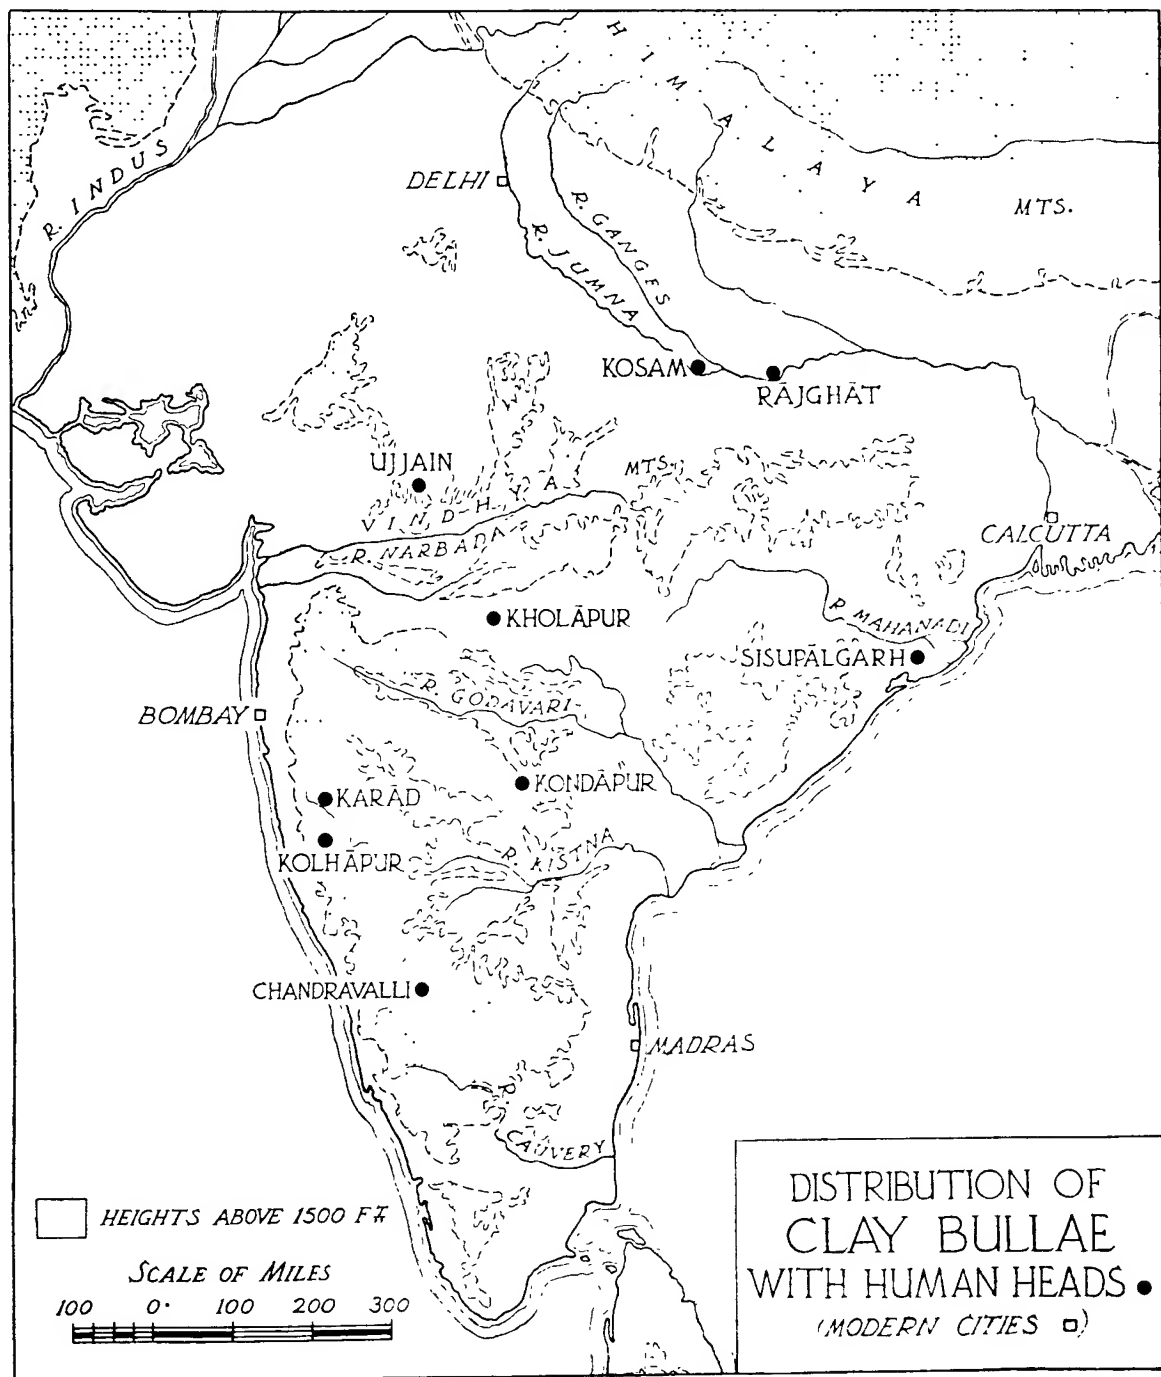 HIMALAYA MTS.
R. INDUS
DELHI
R. GANGES
R. JUMNA
KOSAM
RĀJGHĀT
UJJAIN
VINDHYAS MTS.
R. NARBADA
CALCUTTA
KHOLĀPUR
R. MAHANADI
SISUPĀLGARH
R. GODAVARI
BOMBAY
KONDĀPUR
KARĀD
KOLHĀPUR
R. KISTNA
CHANDRAVALLI
MADRAS
R. CAUVERY
HEIGHTS ABOVE 1500 FT.
SCALE OF MILES
100 0 100 200 300
DISTRIBUTION OF
CLAY BULLAE
WITH HUMAN HEADS
(MODERN CITIES )